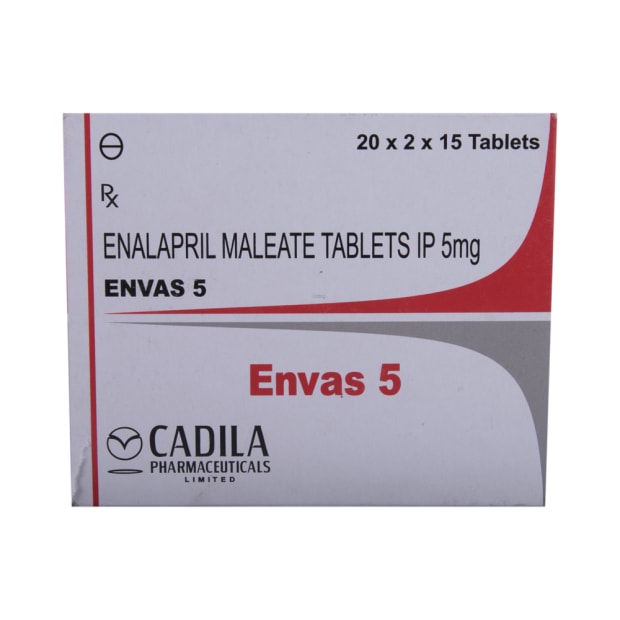 20 x 2 x 15 Tablets
Rx
ENALAPRIL MALEATE TABLETS IP 5mg
ENVAS 5
Envas 5
CADILA
PHARMACEUTICALS
LIMITED